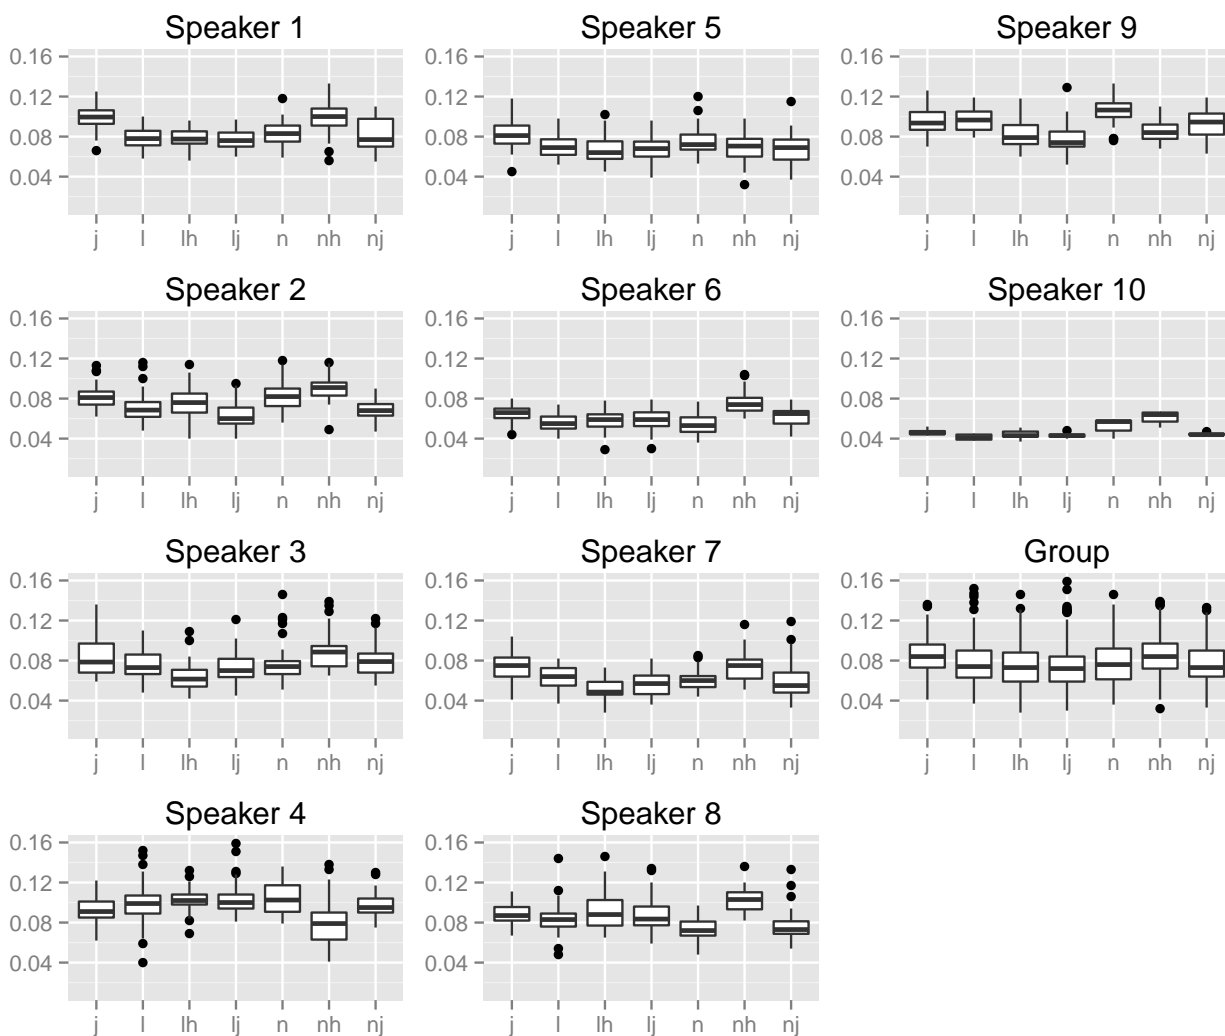 Speaker 1 Speaker 5 Speaker 9
0.16 0.16 0.16
0.12 0.12 0.12
0.08 0.08 0.08
0.04 0.04 0.04
j l lh lj n nh nj j l lh lj n nh nj j l lh lj n nh nj
Speaker 2 Speaker 6 Speaker 10
0.16 0.16 0.16
0.12 0.12 0.12
0.08 0.08 0.08
0.04 0.04 0.04
j l lh lj n nh nj j l lh lj n nh nj j l lh lj n nh nj
Speaker 3 Speaker 7 Group
0.16 0.16 0.16
0.12 0.12 0.12
0.08 0.08 0.08
0.04 0.04 0.04
j l lh lj n nh nj j l lh lj n nh nj j l lh lj n nh nj
Speaker 4 Speaker 8
0.16 0.16
0.12 0.12
0.08 0.08
0.04 0.04
j l lh lj n nh nj j l lh lj n nh nj